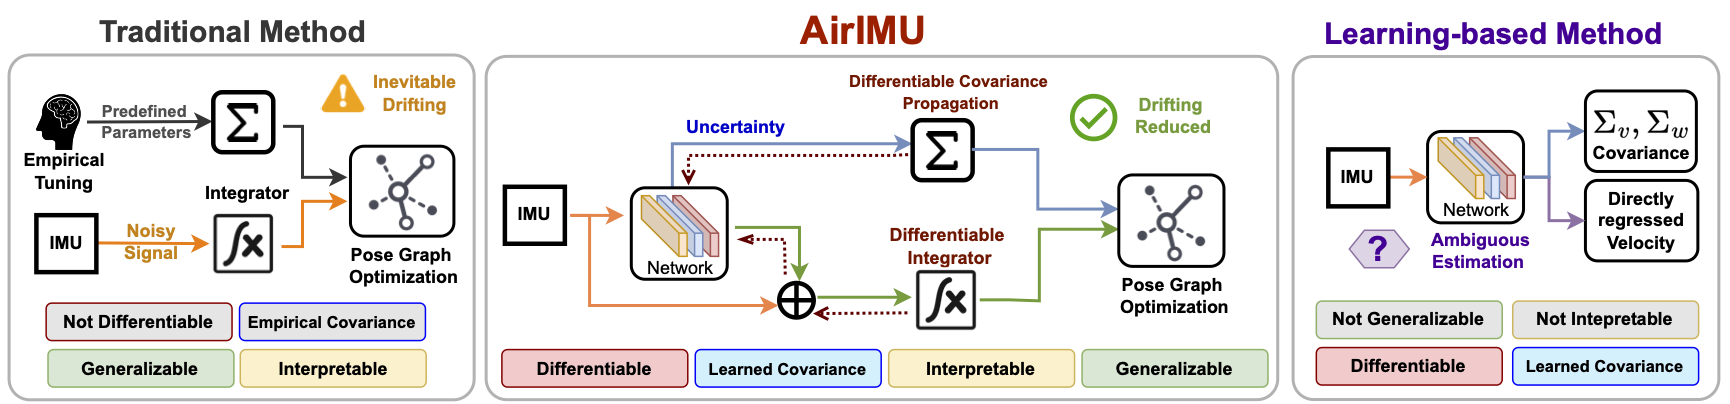 Traditional Method
Inevitable
Drifting
Predefined
Parameters
Σ
Empirical
Tuning
Integrator
IMU
Noisy
Signal
∫x
Pose Graph
Optimization
Not Differentiable
Empirical Covariance
Generalizable
Interpretable
AirIMU
Differentiable Covariance
Propagation
Drifting
Reduced
Uncertainty
Σ
IMU
Network
Differentiable
Integrator
∫x
Pose Graph
Optimization
Differentiable
Learned Covariance
Interpretable
Generalizable
Learning-based Method
Σv, Σw
Covariance
IMU
Network
Directly
regressed
Velocity
?
Ambiguous
Estimation
Not Generalizable
Not Intepretable
Differentiable
Learned Covariance